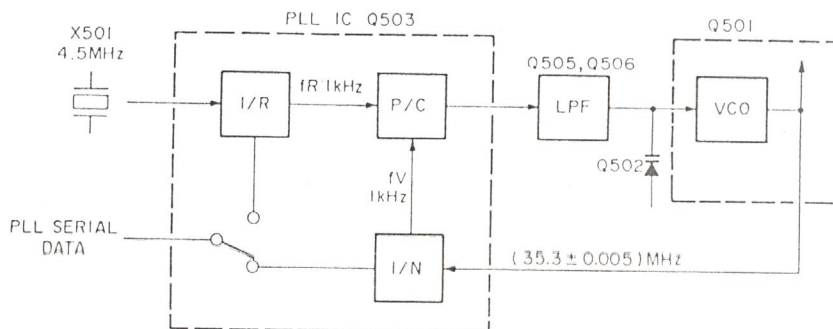 PLL IC Q503
Q501
X501
4.5MHz
Q505,Q506
I/R
fR 1kHz
P/C
LPF
VCO
Q502
fV
1kHz
PLL SERIAL
DATA
I/N
(35.3 ± 0.005)MHz